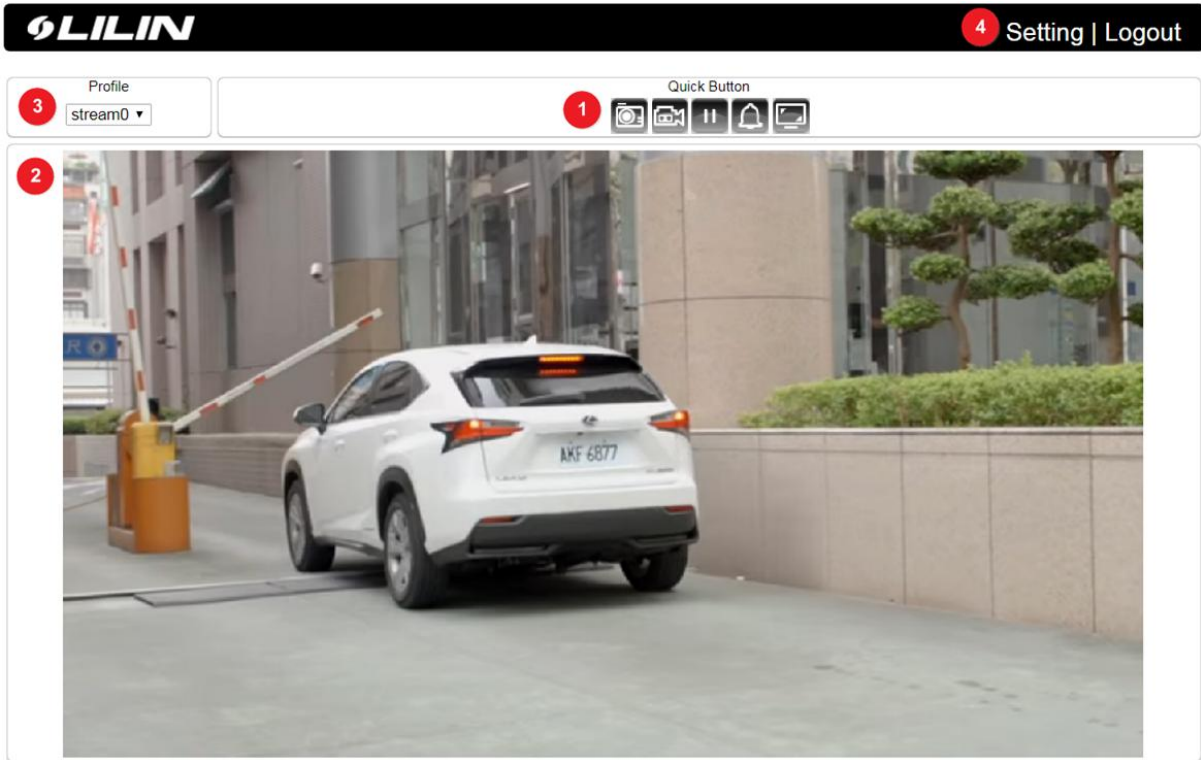 LILIN
4 Setting | Logout
Profile
3 stream0 ▾
Quick Button
1
2
R
AKF 6877